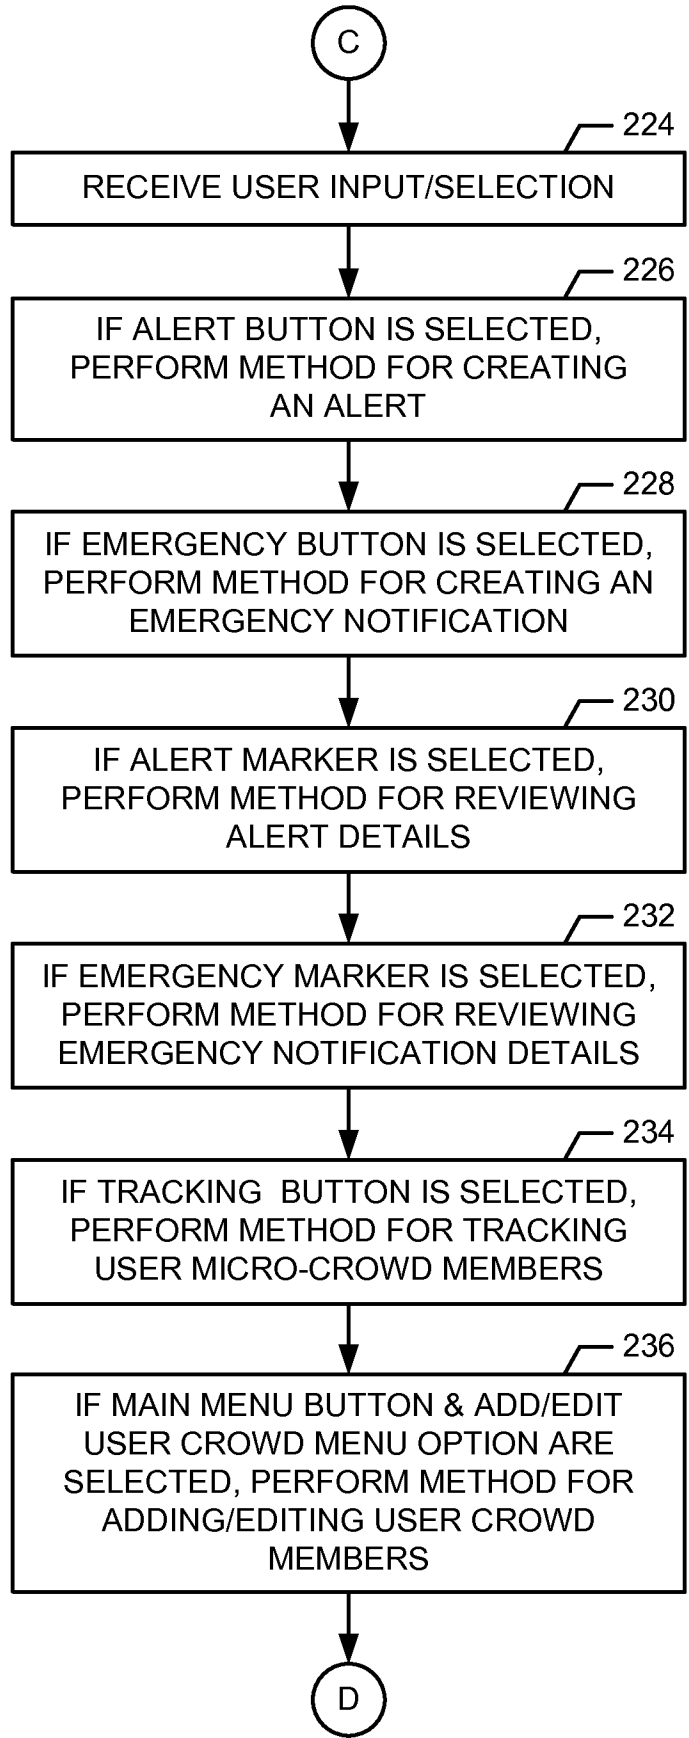 C
224
RECEIVE USER INPUT/SELECTION
226
IF ALERT BUTTON IS SELECTED,
PERFORM METHOD FOR CREATING
AN ALERT
228
IF EMERGENCY BUTTON IS SELECTED,
PERFORM METHOD FOR CREATING AN
EMERGENCY NOTIFICATION
230
IF ALERT MARKER IS SELECTED,
PERFORM METHOD FOR REVIEWING
ALERT DETAILS
232
IF EMERGENCY MARKER IS SELECTED,
PERFORM METHOD FOR REVIEWING
EMERGENCY NOTIFICATION DETAILS
234
IF TRACKING  BUTTON IS SELECTED,
PERFORM METHOD FOR TRACKING
USER MICRO-CROWD MEMBERS
236
IF MAIN MENU BUTTON & ADD/EDIT
USER CROWD MENU OPTION ARE
SELECTED, PERFORM METHOD FOR
ADDING/EDITING USER CROWD
MEMBERS
D